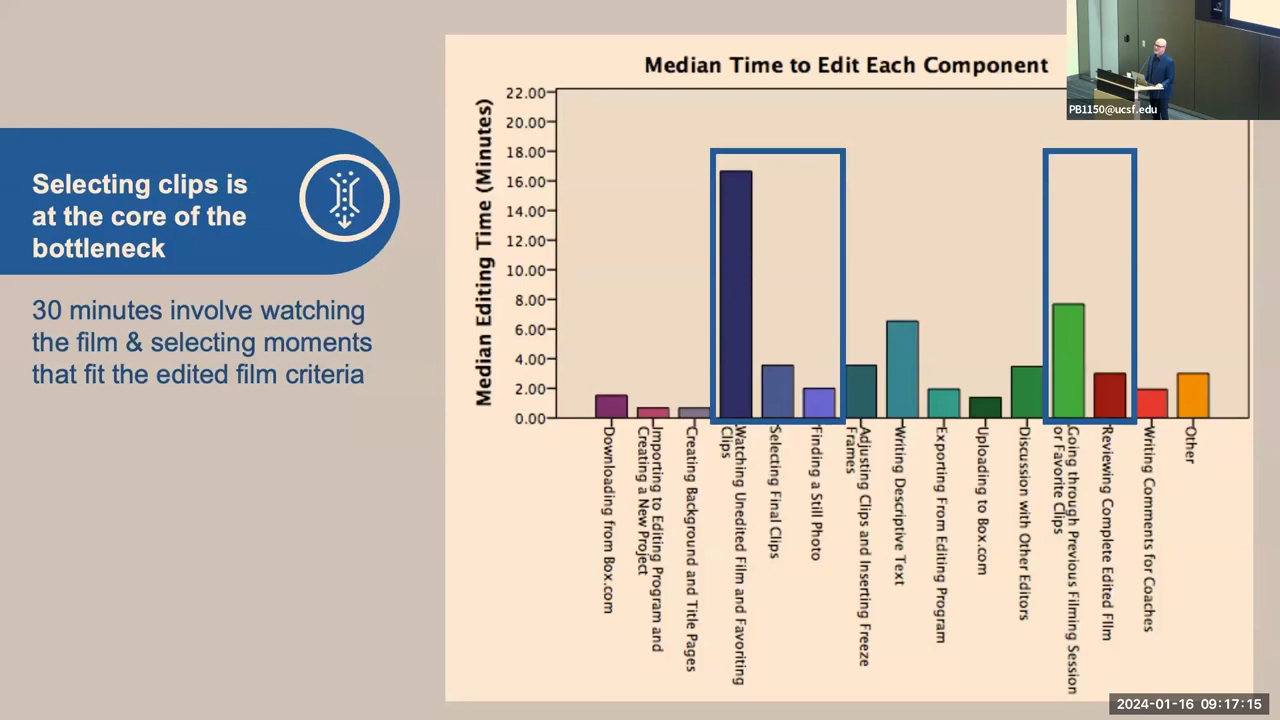 Selecting clips is
at the core of the
bottleneck
30 minutes involve watching
the film & selecting moments
that fit the edited film criteria
Median Time to Edit Each Component
Median Editing Time (Minutes)
22.00
20.00
18.00
16.00
14.00
12.00
10.00
8.00
6.00
4.00
2.00
0.00
Downloading from Box.com
Importing to Editing Program and
Creating a New Project
Creating Background and Title Pages
Watching Unedited Film and Favoriting
Clips
Selecting Final Clips
Finding a Still Photo
Adjusting Clips and Inserting Freeze
Frames
Writing Descriptive Text
Exporting From Editing Program
Uploading to Box.com
Discussion with Other Editors
Going through Previous Filming Session
or Favorite Clips
Reviewing Complete Edited Film
Writing Comments for Coaches
Other
PB1150@ucsf.edu
2024-01-16 09:17:15